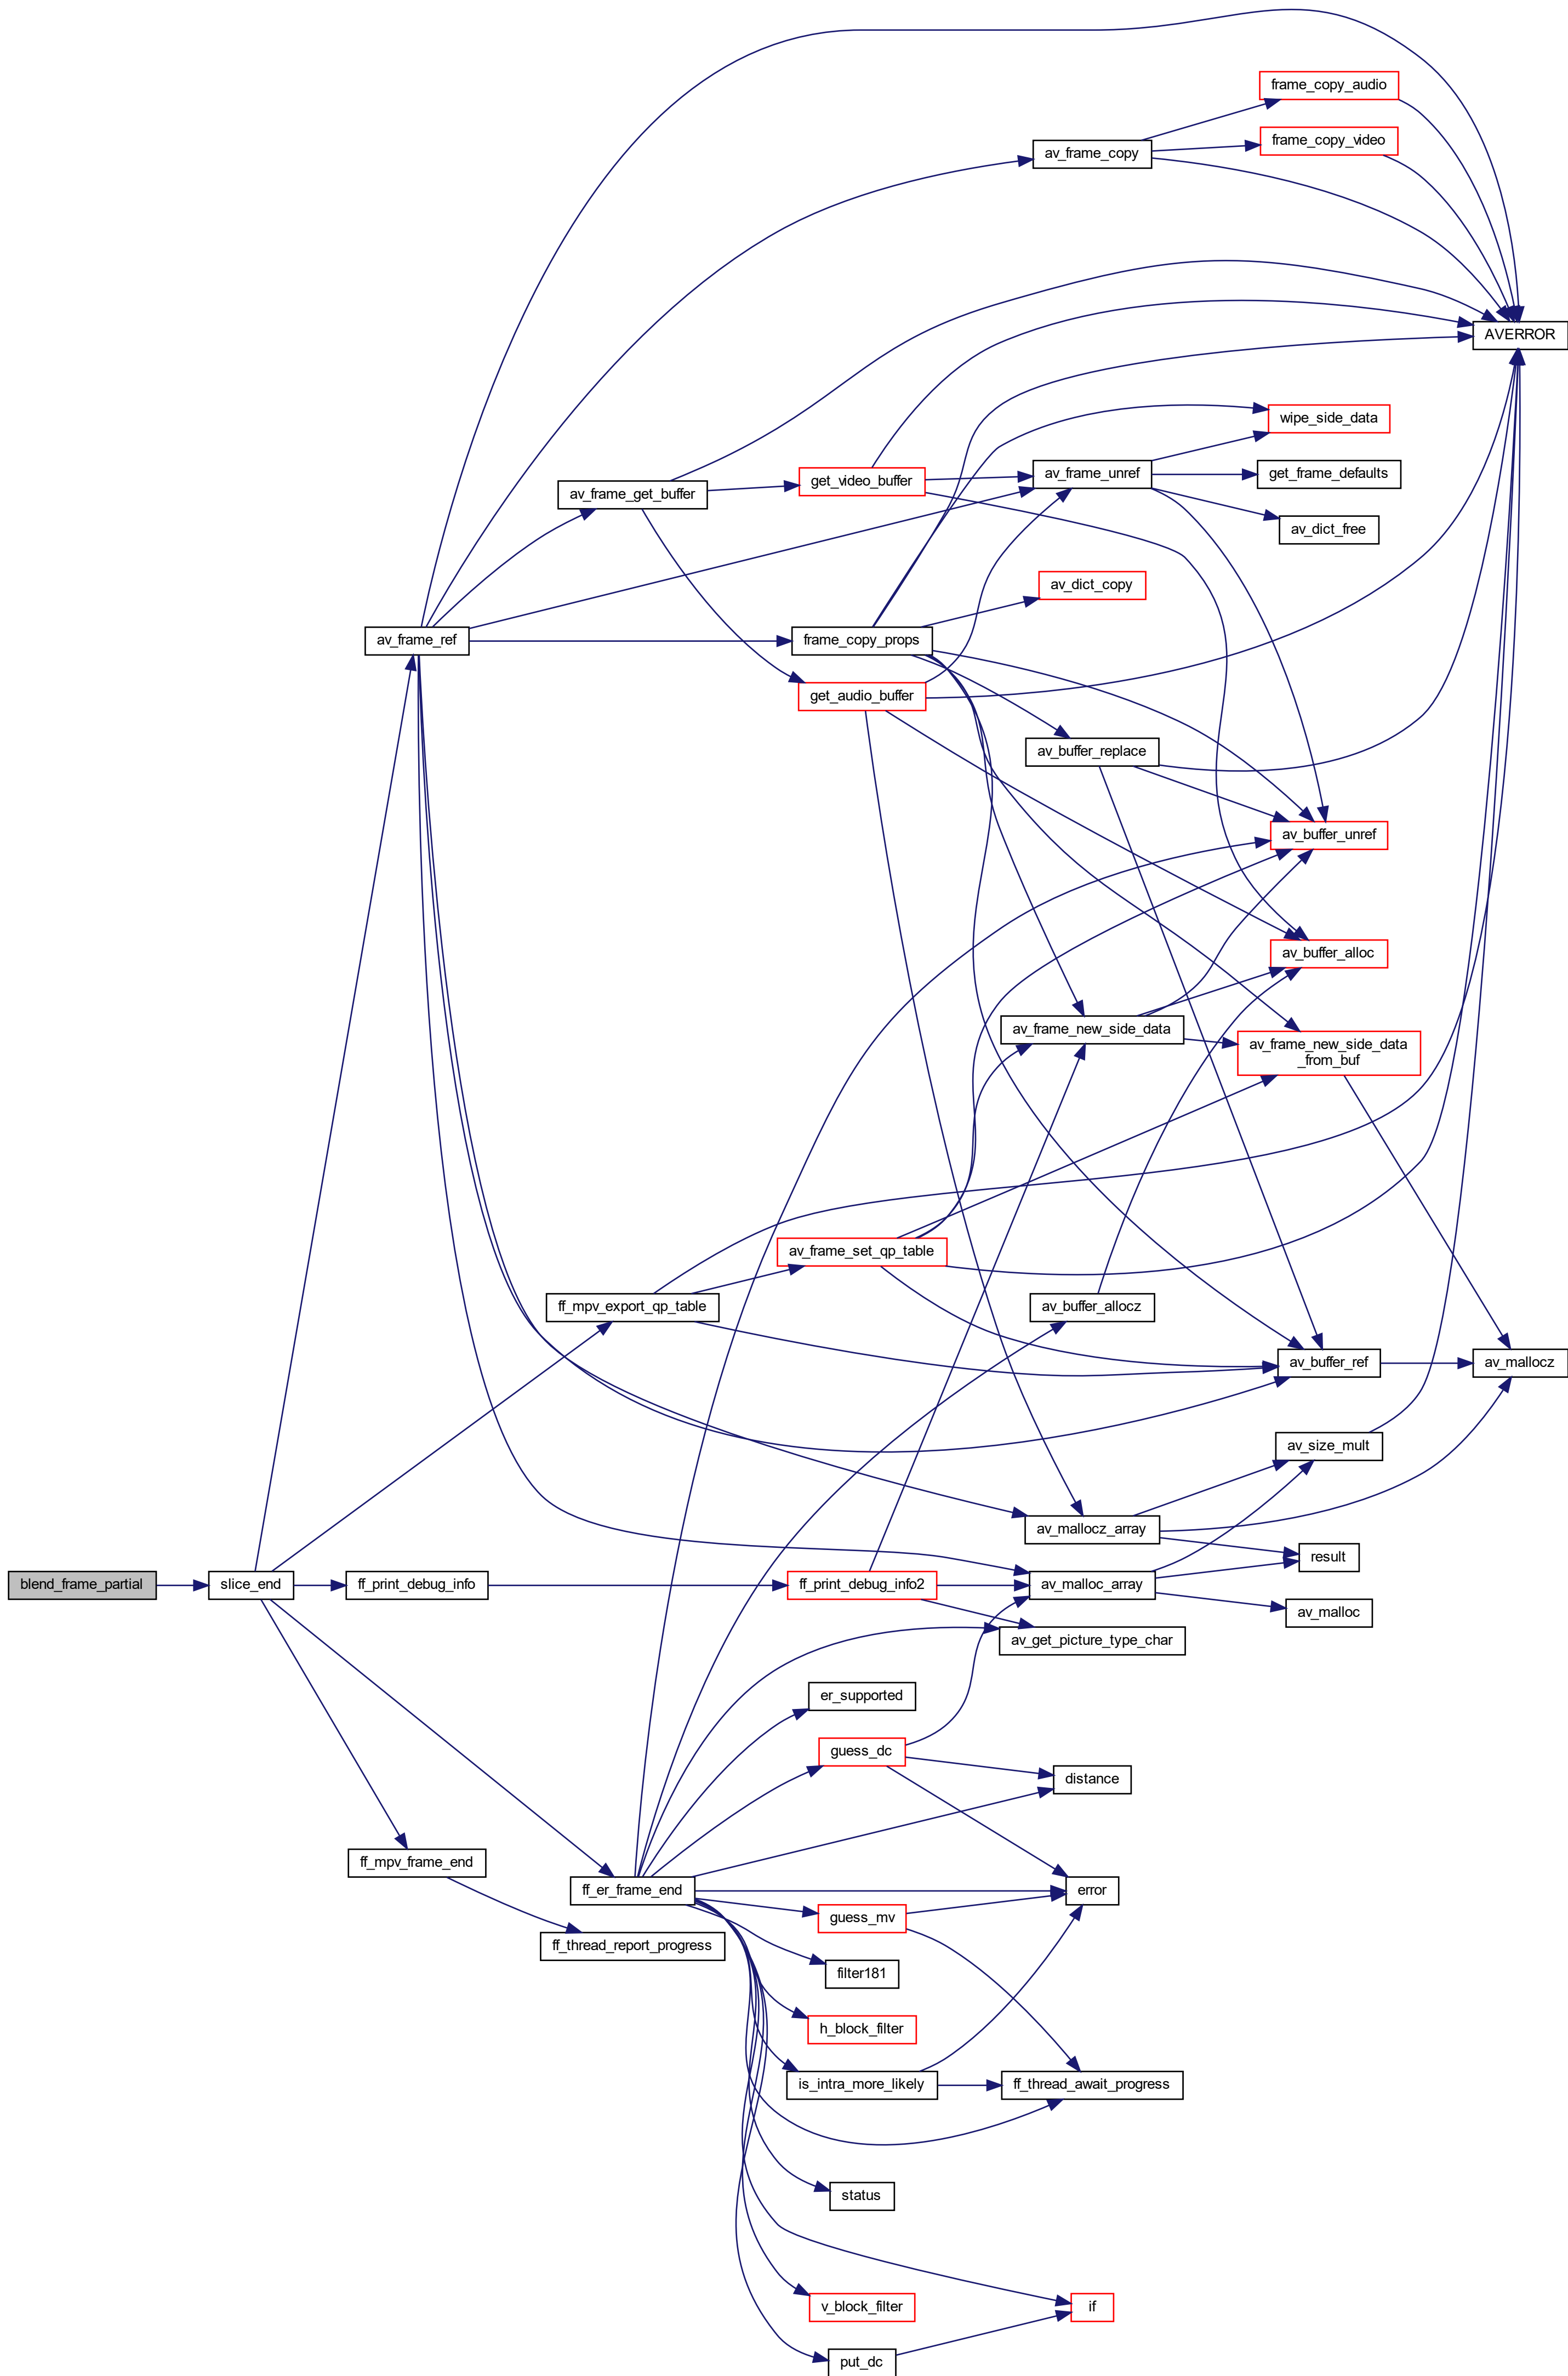 frame_copy_audio
frame_copy_video
av_frame_copy
AVERROR
wipe_side_data
av_frame_unref
get_frame_defaults
get_video_buffer
av_frame_get_buffer
av_dict_free
av_dict_copy
av_frame_ref
frame_copy_props
get_audio_buffer
av_buffer_replace
av_buffer_unref
av_buffer_alloc
av_frame_new_side_data
av_frame_new_side_data
_from_buf
av_frame_set_qp_table
ff_mpv_export_qp_table
av_buffer_allocz
av_buffer_ref
av_mallocz
av_size_mult
av_mallocz_array
result
blend_frame_partial
slice_end
ff_print_debug_info
ff_print_debug_info2
av_malloc_array
av_malloc
av_get_picture_type_char
er_supported
guess_dc
distance
ff_mpv_frame_end
ff_er_frame_end
error
guess_mv
ff_thread_report_progress
filter181
h_block_filter
is_intra_more_likely
ff_thread_await_progress
status
v_block_filter
if
put_dc